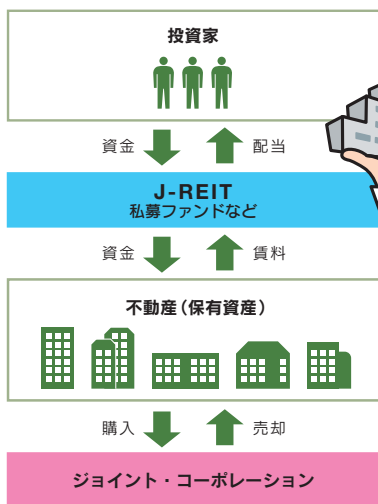 投資家
資金 配当
J-REIT
私募ファンドなど
資金 賃料
不動産（保有資産）
購入 売却
ジョイント・コーポレーション